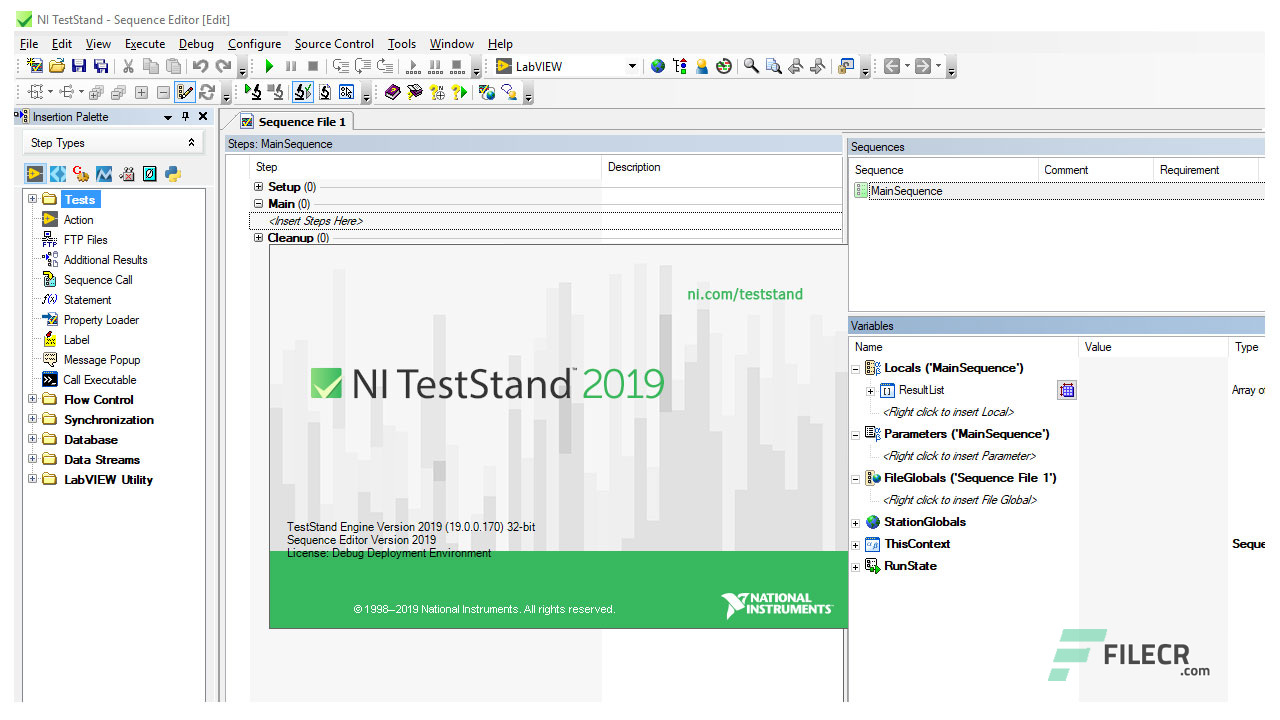 NI TestStand - Sequence Editor [Edit]
File Edit View Execute Debug Configure Source Control Tools Window Help
LabVIEW
Insertion Palette
Step Types
Tests
Action
FTP Files
Additional Results
Sequence Call
Statement
Property Loader
Label
Message Popup
Call Executable
Flow Control
Synchronization
Database
Data Streams
LabVIEW Utility
Sequence File 1
Steps: MainSequence
Step Description
Setup (0)
Main (0)
<Insert Steps Here>
Cleanup (0)
ni.com/teststand
NI TestStand™ 2019
TestStand Engine Version 2019 (19.0.0.170) 32-bit
Sequence Editor Version 2019
License: Debug Deployment Environment
© 1998–2019 National Instruments. All rights reserved.
NATIONAL
INSTRUMENTS
Sequences
Sequence Comment Requirement
MainSequence
Variables
Name Value Type
Locals ('MainSequence')
ResultList Array of
<Right click to insert Local>
Parameters ('MainSequence')
<Right click to insert Parameter>
FileGlobals ('Sequence File 1')
<Right click to insert File Global>
StationGlobals
ThisContext Seque
RunState
FILECR
.com